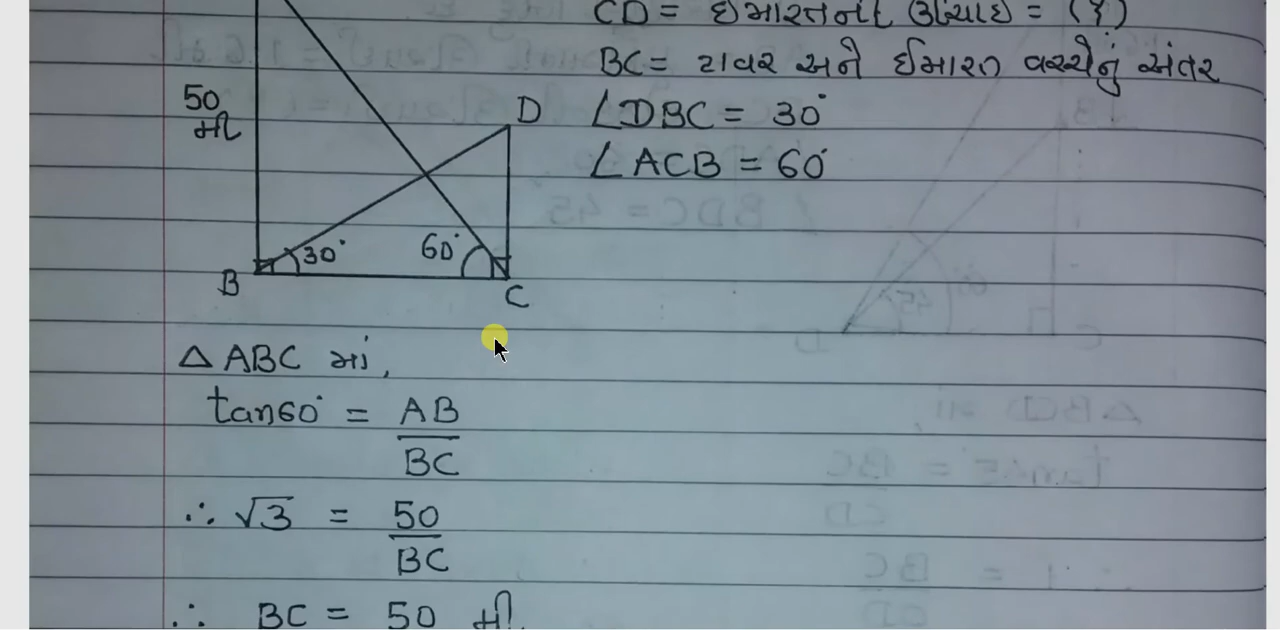 CD = ઇમારતની ઊંચાઇ = (?)
BC = ટાવર અને ઈમારત વચ્ચેનું અંતર
50 મી
D
∠DBC = 30°
∠ACB = 60°
30°
60°
B
C
△ABC માં,
tan60° = AB/BC
∴ √3 = 50/BC
∴ BC = 50 મી